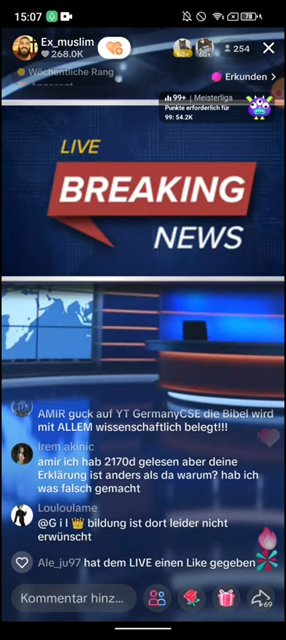 15:07
78
Ex_muslim
268.0K
60+
60+
254
Wöchentliche Rang
Erkunden >
99+ | Meisterliga
Punkte erforderlich für
99: 54.2K
LIVE
BREAKING
NEWS
AMIR guck auf YT GermanyCSE die Bibel wird
mit ALLEM wissenschaftlich belegt!!!
Irem akinic
amir ich hab 2170d gelesen aber deine
Erklärung ist anders als da warum? hab ich
was falsch gemacht
Louloulame
@G i l 👑 bildung ist dort leider nicht
erwünscht
Ale_ju97 hat dem LIVE einen Like gegeben
Kommentar hinz...
69